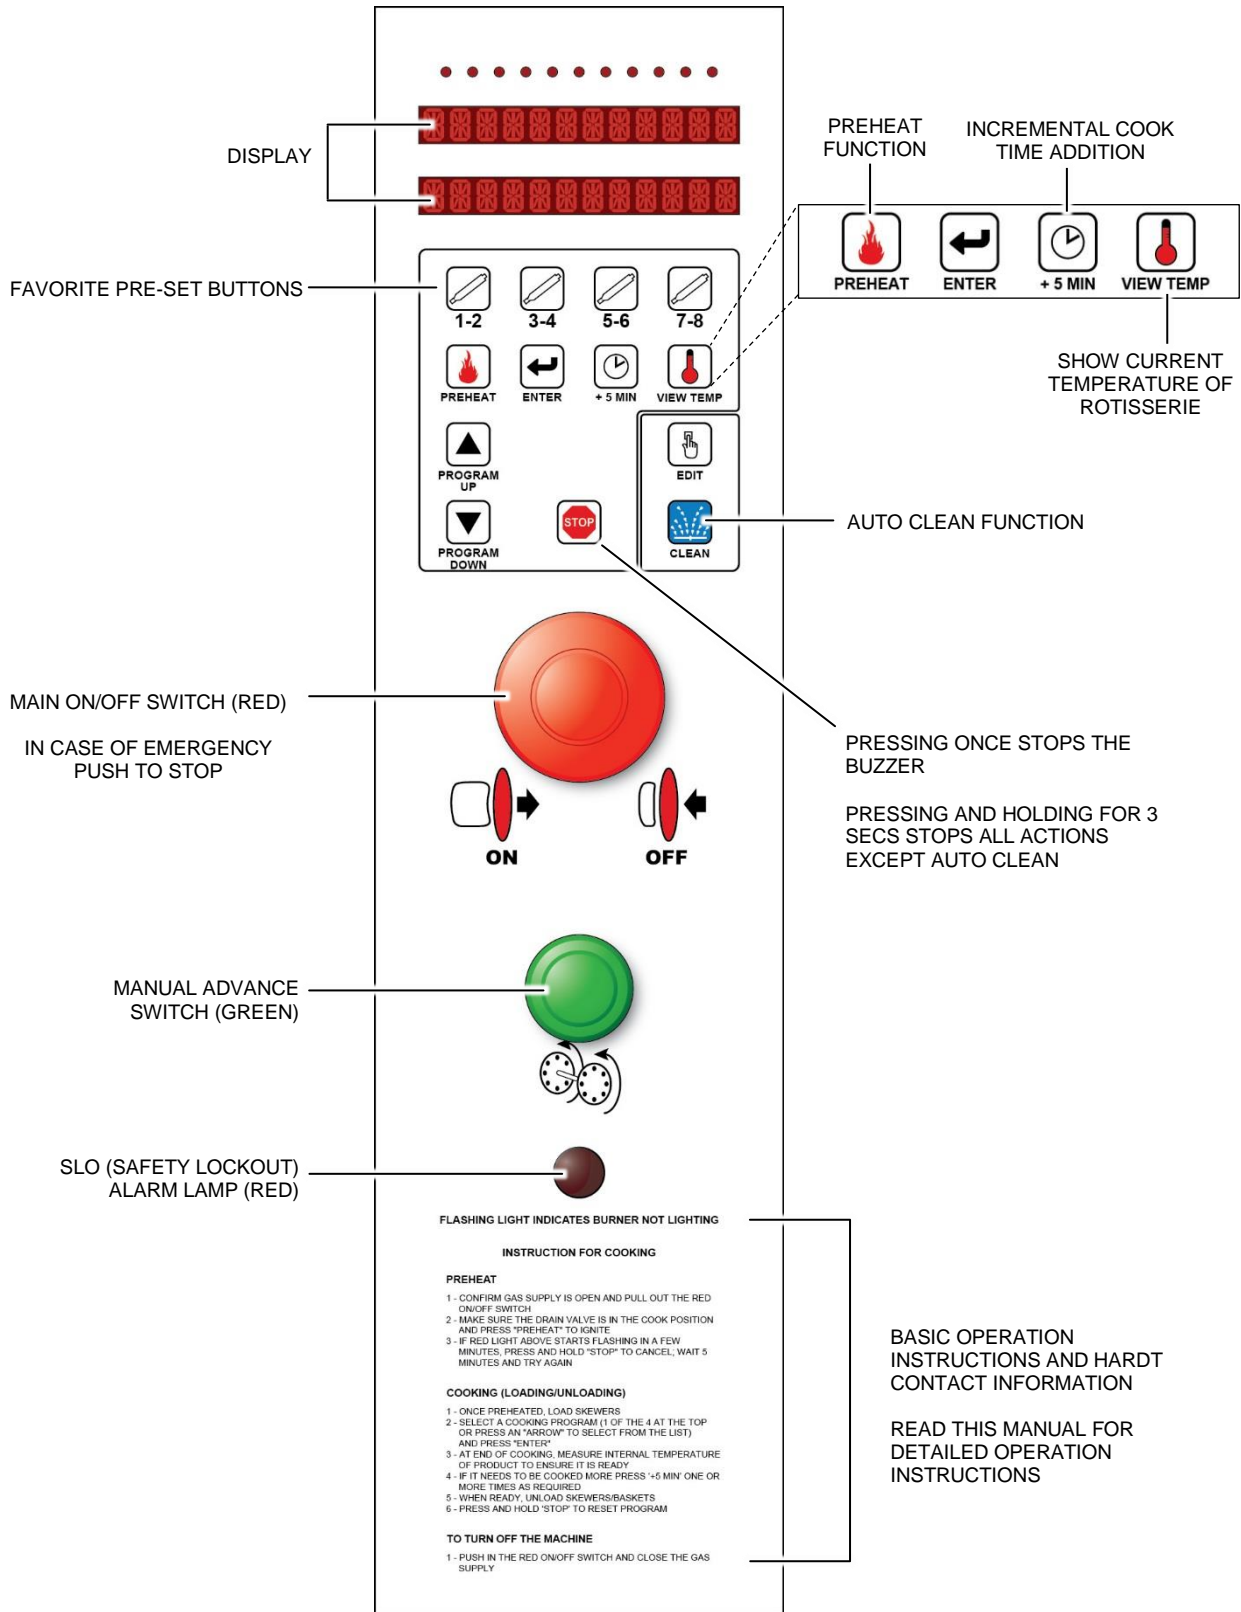 DISPLAY
PREHEAT
FUNCTION
INCREMENTAL COOK
TIME ADDITION
PREHEAT
ENTER
+ 5 MIN
VIEW TEMP
SHOW CURRENT
TEMPERATURE OF
ROTISSERIE
FAVORITE PRE-SET BUTTONS
1-2
3-4
5-6
7-8
PREHEAT
ENTER
+ 5 MIN
VIEW TEMP
PROGRAM
UP
EDIT
PROGRAM
DOWN
STOP
CLEAN
AUTO CLEAN FUNCTION
MAIN ON/OFF SWITCH (RED)
IN CASE OF EMERGENCY
PUSH TO STOP
ON
OFF
PRESSING ONCE STOPS THE
BUZZER
PRESSING AND HOLDING FOR 3
SECS STOPS ALL ACTIONS
EXCEPT AUTO CLEAN
MANUAL ADVANCE
SWITCH (GREEN)
SLO (SAFETY LOCKOUT)
ALARM LAMP (RED)
FLASHING LIGHT INDICATES BURNER NOT LIGHTING
INSTRUCTION FOR COOKING
PREHEAT
1 - CONFIRM GAS SUPPLY IS OPEN AND PULL OUT THE RED
ON/OFF SWITCH
2 - MAKE SURE THE DRAIN VALVE IS IN THE COOK POSITION
AND PRESS "PREHEAT" TO IGNITE
3 - IF RED LIGHT ABOVE STARTS FLASHING IN A FEW
MINUTES, PRESS AND HOLD "STOP" TO CANCEL; WAIT 5
MINUTES AND TRY AGAIN
COOKING (LOADING/UNLOADING)
1 - ONCE PREHEATED, LOAD SKEWERS
2 - SELECT A COOKING PROGRAM (1 OF THE 4 AT THE TOP
OR PRESS AN "ARROW" TO SELECT FROM THE LIST)
AND PRESS "ENTER"
3 - AT END OF COOKING, MEASURE INTERNAL TEMPERATURE
OF PRODUCT TO ENSURE IT IS READY
4 - IF IT NEEDS TO BE COOKED MORE PRESS '+5 MIN' ONE OR
MORE TIMES AS REQUIRED
5 - WHEN READY, UNLOAD SKEWERS/BASKETS
6 - PRESS AND HOLD 'STOP' TO RESET PROGRAM
TO TURN OFF THE MACHINE
1 - PUSH IN THE RED ON/OFF SWITCH AND CLOSE THE GAS
SUPPLY
BASIC OPERATION
INSTRUCTIONS AND HARDT
CONTACT INFORMATION
READ THIS MANUAL FOR
DETAILED OPERATION
INSTRUCTIONS